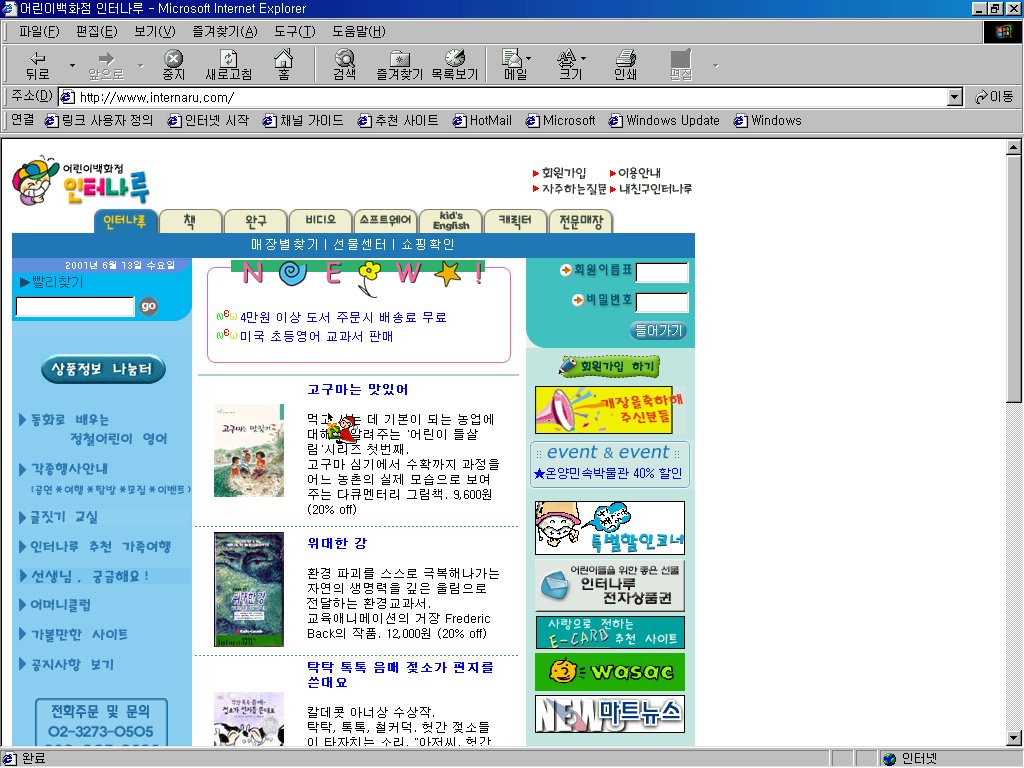 어린이백화점 인터나루 - Microsoft Internet Explorer
파일(F) 편집(E) 보기(V) 즐겨찾기(A) 도구(T) 도움말(H)
뒤로 앞으로 중지 새로고침 홈 검색 즐겨찾기 목록보기 메일 크기 인쇄 편집
주소(D) http://www.internaru.com/ 이동
연결 링크 사용자 정의 인터넷 시작 채널 가이드 추천 사이트 HotMail Microsoft Windows Update Windows
어린이백화점
인터나루
회원가입 이용안내
자주하는질문 내친구인터나루
인터나루 책 완구 비디오 소프트웨어 kid's English 캐릭터 전문매장
매장별찾기 | 선물센터 | 쇼핑확인
2001년 6월 13일 수요일
▶빨리찾기
go
상품정보 나눔터
동화로 배우는
정철어린이 영어
각종행사안내
(공연*여행*탐방*모집*이벤트)
글짓기 교실
인터나루 추천 가족여행
선생님, 궁금해요!
어머니클럽
가볼만한 사이트
공지사항 보기
전화주문 및 문의
02-3273-0505
N E W !
new 4만원 이상 도서 주문시 배송료 무료
new 미국 초등영어 교과서 판매
고구마는 맛있어
고구마는 맛있어
먹고 데 기본이 되는 농업에
대해 알려주는 '어린이 들살
림'시리즈 첫번째.
고구마 심기에서 수확까지 과정을
어느 농촌의 실제 모습으로 보여
주는 다큐멘터리 그림책. 9,600원
(20% off)
위대한 강
위대한 강
환경 파괴를 스스로 극복해나가는
자연의 생명력을 깊은 울림으로
전달하는 환경교과서.
교육애니메이션의 거장 Frederic
Back의 작품. 12,000원 (20% off)
탁탁 톡톡 음매 젖소가 편지를
쓴대요
탁탁 톡톡 음매~
젖소가 편지를 쓴대요
칼데콧 아너상 수상작.
탁탁, 톡톡, 철커덕. 헛간 젖소들
이 타자치는 소리. "아저씨, 헛간
회원이름표
비밀번호
들어가기
회원가입 하기
개장을축하해
주신분들
:: event & event ::
★온양민속박물관 40% 할인
특별할인코너
어린이들을 위한 좋은 선물
인터나루
전자상품권
사랑으로 전하는
E-CARD 추천 사이트
wasac
NEWS 마트뉴스
완료 인터넷